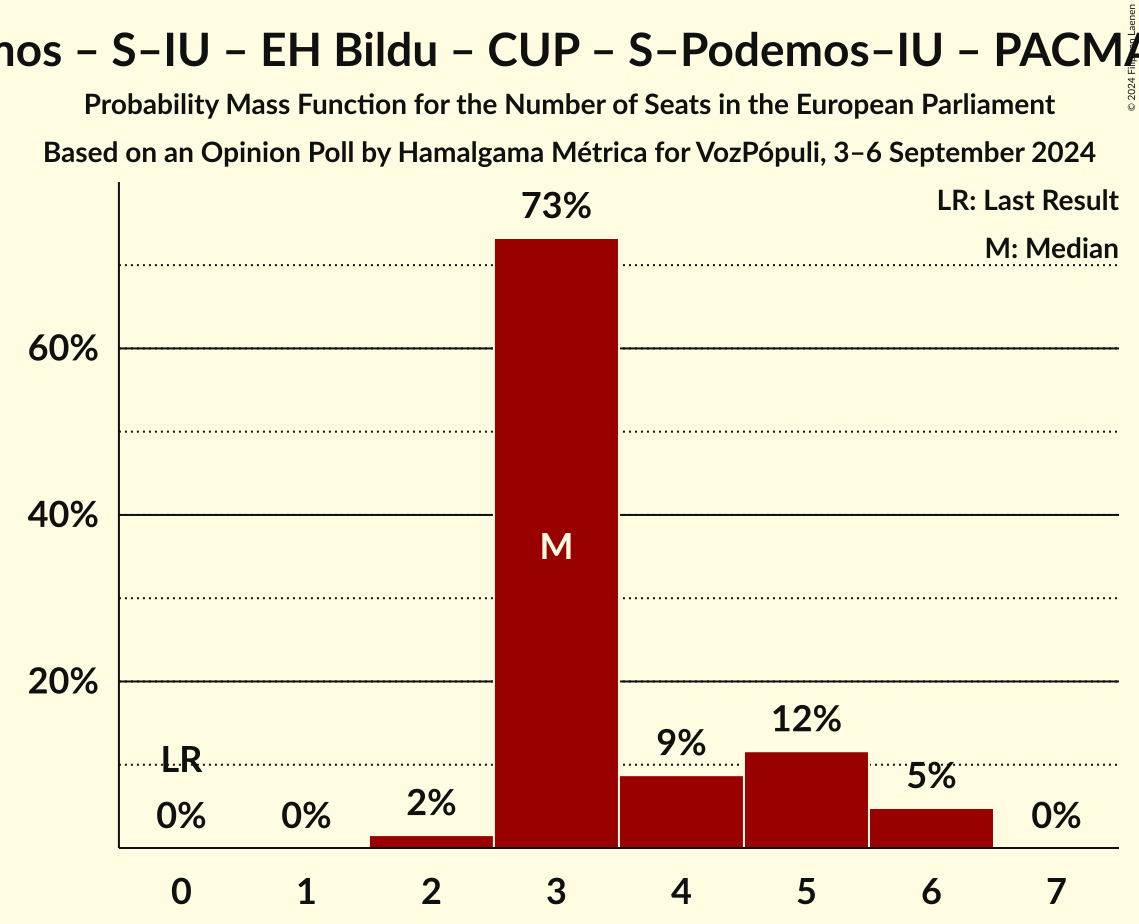 – S–IU – EH Bildu – CUP – S–Podemos–IU –
Probability Mass Function for the Number of Seats in the European Parliament
Based on an Opinion Poll by Hamalgama Métrica for VozPópuli, 3–6 September 2024
© 2024 Filip van Laenen
LR: Last Result
M: Median
73%
60%
40%
M
20%
12%
9%
LR
5%
2%
0%
0%
0%
0 1 2 3 4 5 6 7